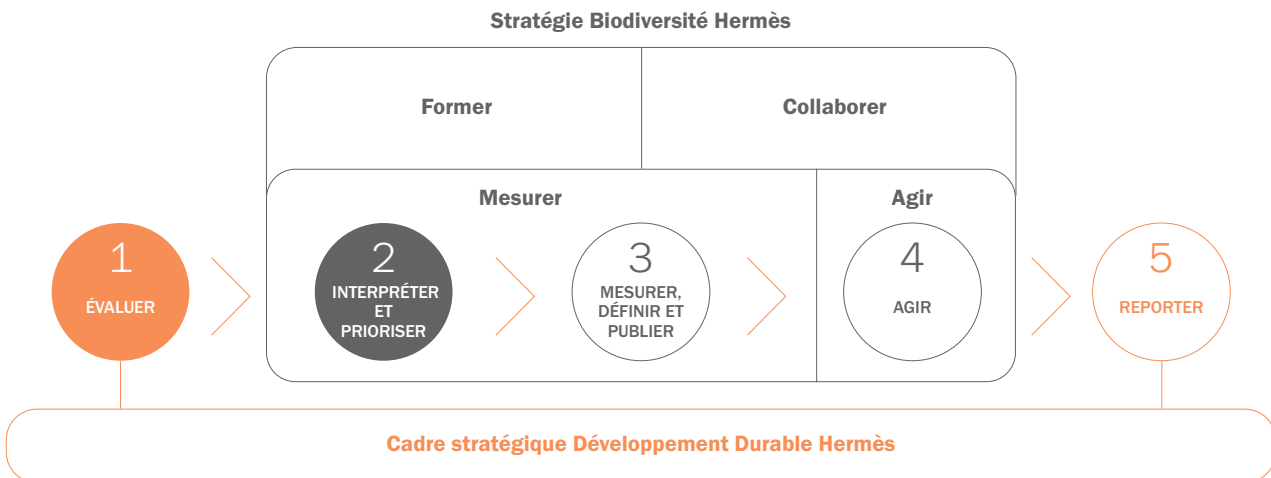 Stratégie Biodiversité Hermès
Former
Collaborer
Mesurer
Agir
1
ÉVALUER
2
INTERPRÉTER
ET
PRIORISER
3
MESURER,
DÉFINIR ET
PUBLIER
4
AGIR
5
REPORTER
Cadre stratégique Développement Durable Hermès